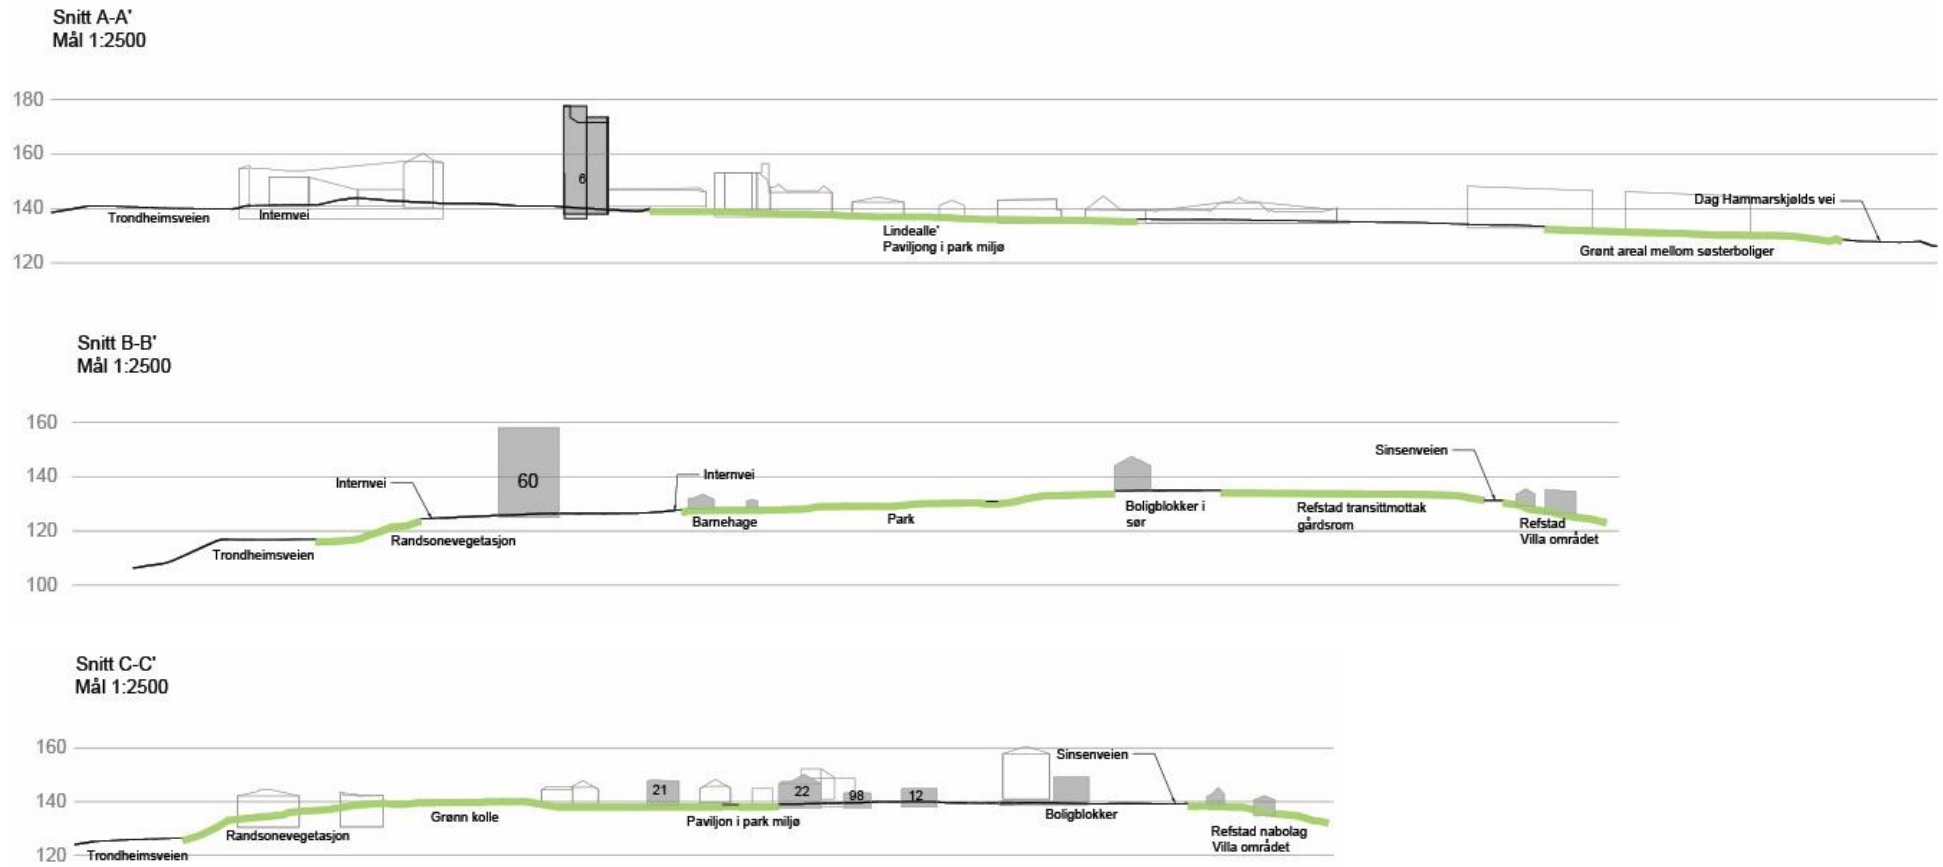 Snitt A-A'
Mål 1:2500
180
160
140
120
6
Trondheimsveien
Internvei
Lindealle'
Paviljong i park miljø
Dag Hammarskjølds vei
Grønt areal mellom søsterboliger
Snitt B-B'
Mål 1:2500
160
140
120
100
Internvei
60
Internvei
Sinsenveien
Trondheimsveien
Randsonevegetasjon
Barnehage
Park
Boligblokker i
sør
Refstad transittmottak
gårdsrom
Refstad
Villa området
Snitt C-C'
Mål 1:2500
160
140
120
Trondheimsveien
Randsonevegetasjon
Grønn kolle
21
22
98
12
Paviljon i park miljø
Sinsenveien
Boligblokker
Refstad nabolag
Villa området